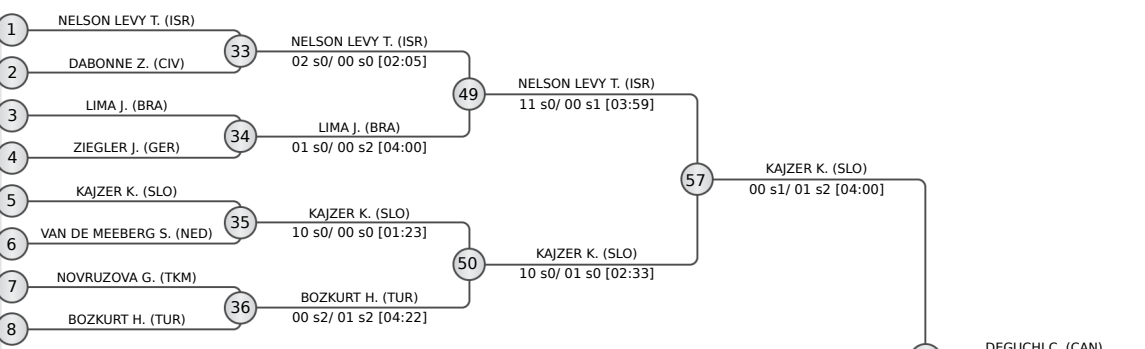 1
NELSON LEVY T. (ISR)
2
DABONNE Z. (CIV)
33
NELSON LEVY T. (ISR)
02 s0/ 00 s0 [02:05]
3
LIMA J. (BRA)
4
ZIEGLER J. (GER)
34
LIMA J. (BRA)
01 s0/ 00 s2 [04:00]
49
NELSON LEVY T. (ISR)
11 s0/ 00 s1 [03:59]
5
KAJZER K. (SLO)
6
VAN DE MEEBERG S. (NED)
35
KAJZER K. (SLO)
10 s0/ 00 s0 [01:23]
7
NOVRUZOVA G. (TKM)
8
BOZKURT H. (TUR)
36
BOZKURT H. (TUR)
00 s2/ 01 s2 [04:22]
50
KAJZER K. (SLO)
10 s0/ 01 s0 [02:33]
57
KAJZER K. (SLO)
00 s1/ 01 s2 [04:00]
DEGUCHI C. (CAN)